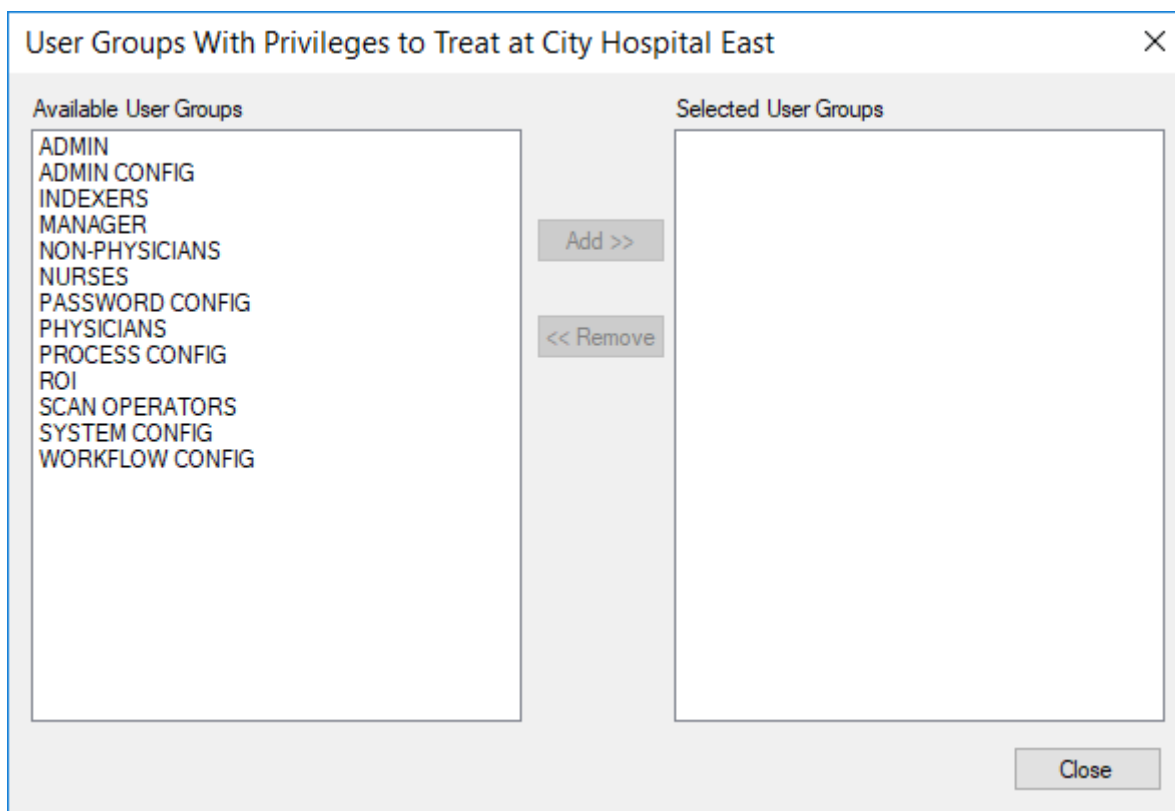 User Groups With Privileges to Treat at City Hospital East
Available User Groups
ADMIN
ADMIN CONFIG
INDEXERS
MANAGER
NON-PHYSICIANS
NURSES
PASSWORD CONFIG
PHYSICIANS
PROCESS CONFIG
ROI
SCAN OPERATORS
SYSTEM CONFIG
WORKFLOW CONFIG
Add >>
<< Remove
Selected User Groups
Close